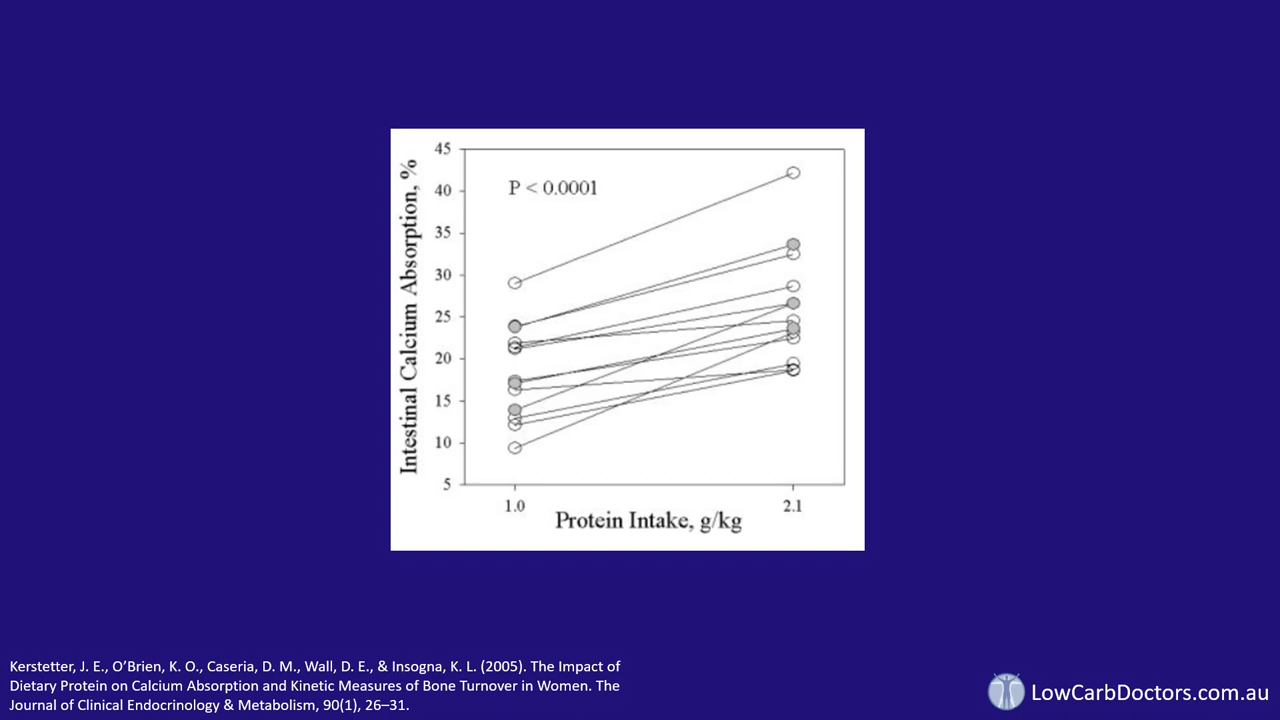 45
P < 0.0001
40
35
30
25
20
15
10
5
Intestinal Calcium Absorption, %
1.0
2.1
Protein Intake, g/kg
Kerstetter, J. E., O’Brien, K. O., Caseria, D. M., Wall, D. E., & Insogna, K. L. (2005). The Impact of
Dietary Protein on Calcium Absorption and Kinetic Measures of Bone Turnover in Women. The
Journal of Clinical Endocrinology & Metabolism, 90(1), 26–31.
LowCarbDoctors.com.au